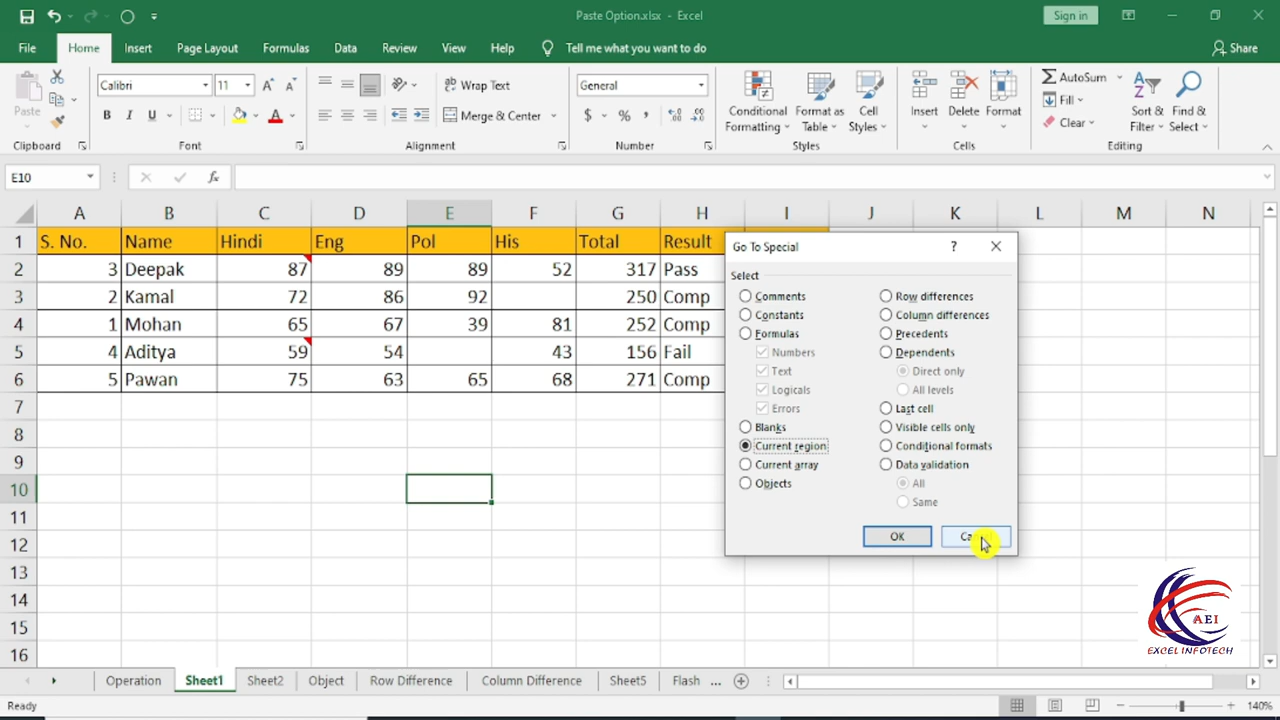 Paste Option.xlsx - Excel
Sign in
File Home Insert Page Layout Formulas Data Review View Help Tell me what you want to do Share
Paste
Calibri 11
B I U
Wrap Text
Merge & Center
General
$ % ,
Conditional Formatting
Format as Table
Cell Styles
Insert
Delete
Format
AutoSum
Fill
Clear
Sort & Filter
Find & Select
Clipboard Font Alignment Number Styles Cells Editing
E10 fx
A B C D E F G H I J K L M N
1 S. No. Name Hindi Eng Pol His Total Result
2 3 Deepak 87 89 89 52 317 Pass
3 2 Kamal 72 86 92 250 Comp
4 1 Mohan 65 67 39 81 252 Comp
5 4 Aditya 59 54 43 156 Fail
6 5 Pawan 75 63 65 68 271 Comp
7
8
9
10
11
12
13
14
15
16
Go To Special ?
Select
Comments Row differences
Constants Column differences
Formulas Precedents
Numbers Dependents
Text Direct only
Logicals All levels
Errors Last cell
Blanks Visible cells only
Current region Conditional formats
Current array Data validation
Objects All
Same
OK
AEI
EXCEL INFOTECH
Operation Sheet1 Sheet2 Object Row Difference Column Difference Sheet5 Flash ...
Ready 140%